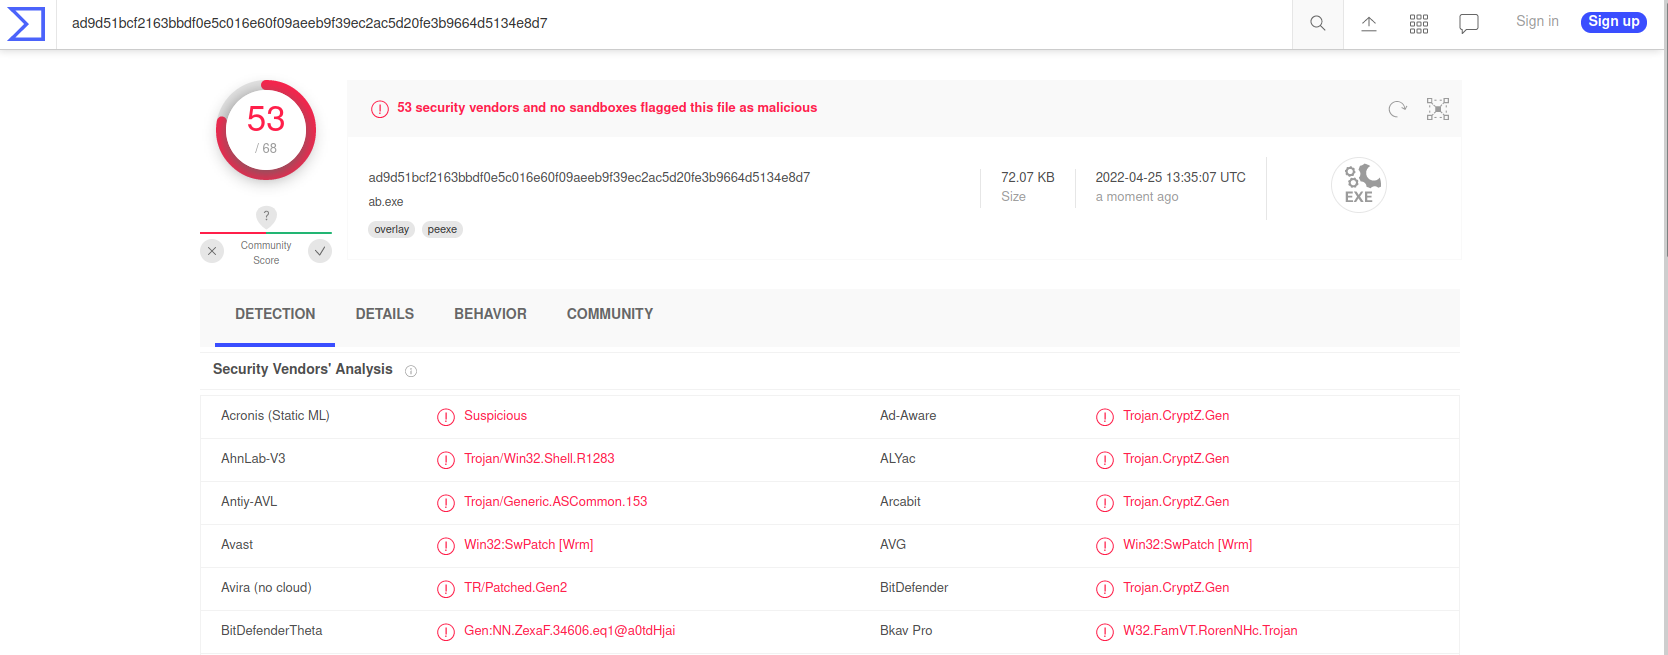 ad9d51bcf2163bbdf0e5c016e60f09aeeb9f39ec2ac5d20fe3b9664d5134e8d7
Sign in
Sign up
53
/ 68
53 security vendors and no sandboxes flagged this file as malicious
ad9d51bcf2163bbdf0e5c016e60f09aeeb9f39ec2ac5d20fe3b9664d5134e8d7
ab.exe
overlay peexe
72.07 KB
Size
2022-04-25 13:35:07 UTC
a moment ago
EXE
?
Community
Score
DETECTION DETAILS BEHAVIOR COMMUNITY
Security Vendors' Analysis
Acronis (Static ML) Suspicious Ad-Aware Trojan.CryptZ.Gen
AhnLab-V3 Trojan/Win32.Shell.R1283 ALYac Trojan.CryptZ.Gen
Antiy-AVL Trojan/Generic.ASCommon.153 Arcabit Trojan.CryptZ.Gen
Avast Win32:SwPatch [Wrm] AVG Win32:SwPatch [Wrm]
Avira (no cloud) TR/Patched.Gen2 BitDefender Trojan.CryptZ.Gen
BitDefenderTheta Gen:NN.ZexaF.34606.eq1@a0tdHjai Bkav Pro W32.FamVT.RorenNHc.Trojan